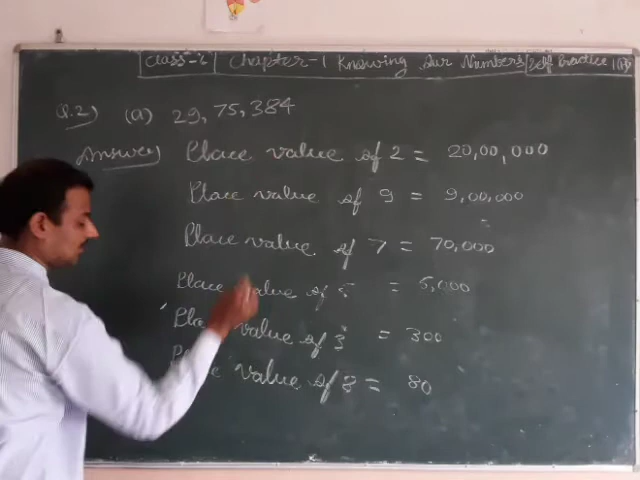 Class-6 Chapter-1 Knowing Our Numbers Self Practice 1(A)
Q.2) (a) 29,75,384
Answer) Place value of 2 = 20,00,000
Place value of 9 = 9,00,000
Place value of 7 = 70,000
Place value of 5 = 5,000
Place value of 3 = 300
value of 8 = 80